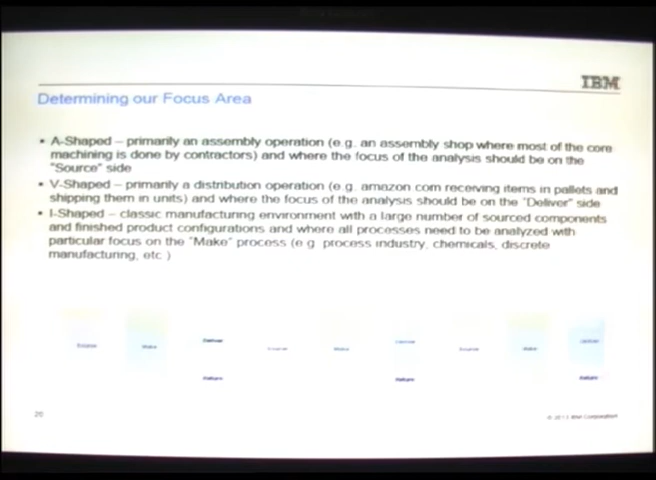 IBM
Determining our Focus Area
• A-Shaped – primarily an assembly operation (e.g. an assembly shop where most of the core
machining is done by contractors) and where the focus of the analysis should be on the
"Source" side
• V-Shaped – primarily a distribution operation (e.g. amazon com receiving items in pallets and
shipping them in units) and where the focus of the analysis should be on the "Deliver" side
• I-Shaped – classic manufacturing environment with a large number of sourced components
and finished product configurations and where all processes need to be analyzed with
particular focus on the "Make" process (e g process industry, chemicals, discrete
manufacturing, etc )
Source Make Deliver Source Make Deliver Source Make Deliver
Return Return Return
20
IBM Corporation